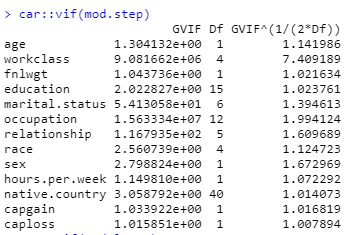 > car::vif(mod.step)
GVIF Df GVIF^(1/(2*Df))
age 1.304132e+00 1 1.141986
workclass 9.081662e+06 4 7.409189
fnlwgt 1.043736e+00 1 1.021634
education 2.022827e+00 15 1.023761
marital.status 5.413058e+01 6 1.394613
occupation 1.563334e+07 12 1.994124
relationship 1.167935e+02 5 1.609689
race 2.560739e+00 4 1.124723
sex 2.798824e+00 1 1.672969
hours.per.week 1.149810e+00 1 1.072292
native.country 3.058792e+00 40 1.014073
capgain 1.033922e+00 1 1.016819
caploss 1.015851e+00 1 1.007894